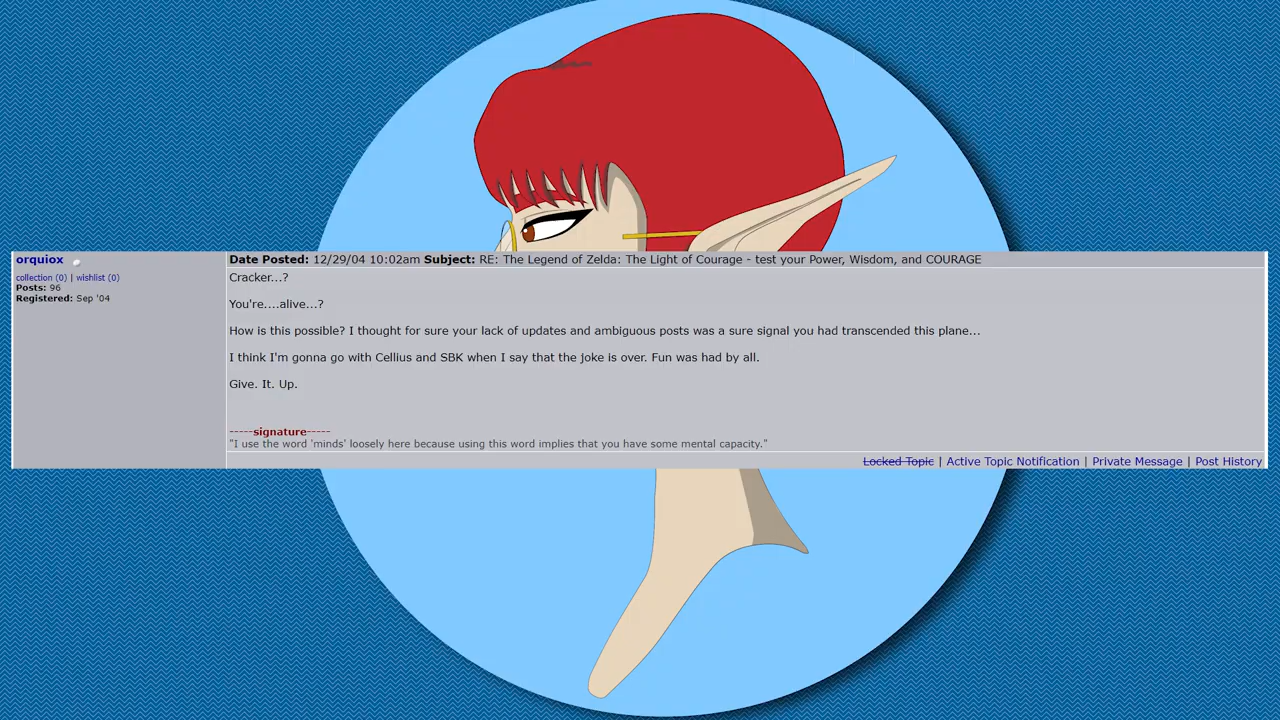 orquiox
collection (0) | wishlist (0)
Posts: 96
Registered: Sep '04
Date Posted: 12/29/04 10:02am Subject: RE: The Legend of Zelda: The Light of Courage - test your Power, Wisdom, and COURAGE
Cracker...?
You're....alive...?
How is this possible? I thought for sure your lack of updates and ambiguous posts was a sure signal you had transcended this plane...
I think I'm gonna go with Cellius and SBK when I say that the joke is over. Fun was had by all.
Give. It. Up.
-----signature-----
"I use the word 'minds' loosely here because using this word implies that you have some mental capacity."
Locked Topic | Active Topic Notification | Private Message | Post History